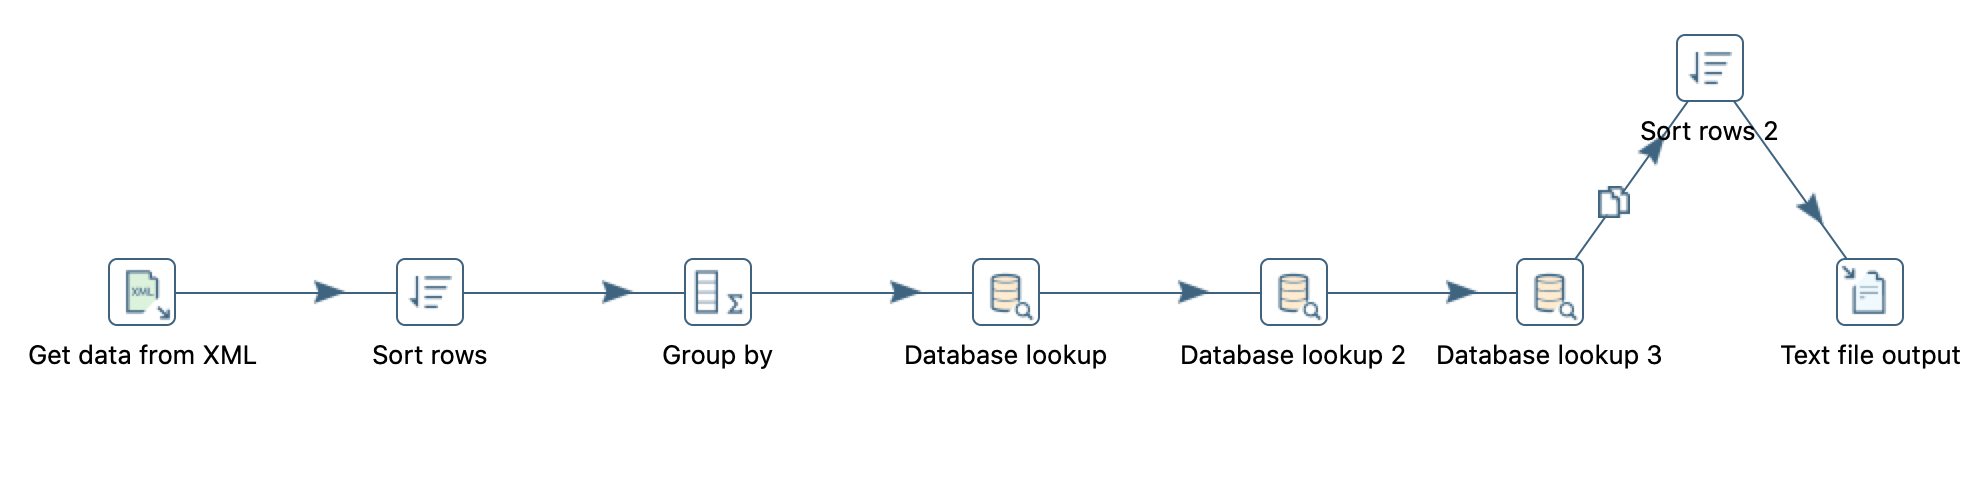 Sort rows 2
XML
Get data from XML
Sort rows
Group by
Database lookup
Database lookup 2
Database lookup 3
Text file output